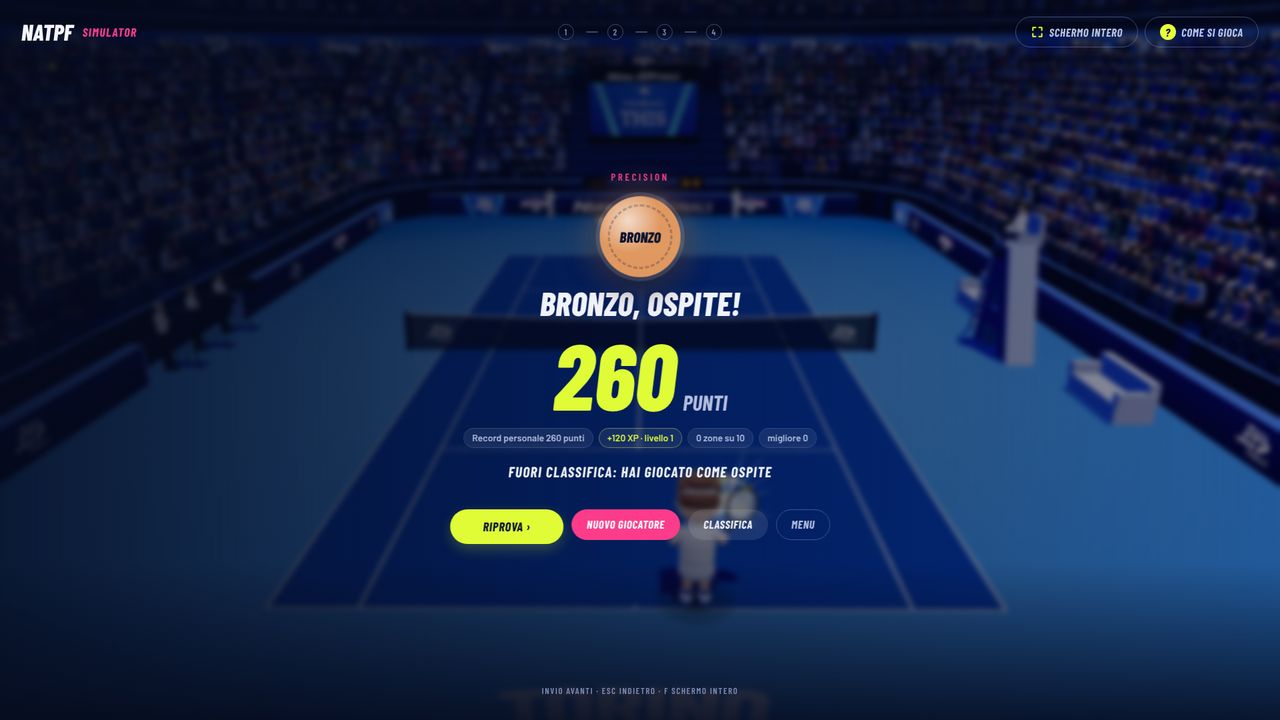 NATPF SIMULATOR
1 — 2 — 3 — 4
SCHERMO INTERO
? COME SI GIOCA
PRECISION
BRONZO
BRONZO, OSPITE!
260 PUNTI
Record personale 260 punti
+120 XP · livello 1
0 zone su 10
migliore 0
FUORI CLASSIFICA: HAI GIOCATO COME OSPITE
RIPROVA ›
NUOVO GIOCATORE
CLASSIFICA
MENU
INVIO AVANTI · ESC INDIETRO · F SCHERMO INTERO